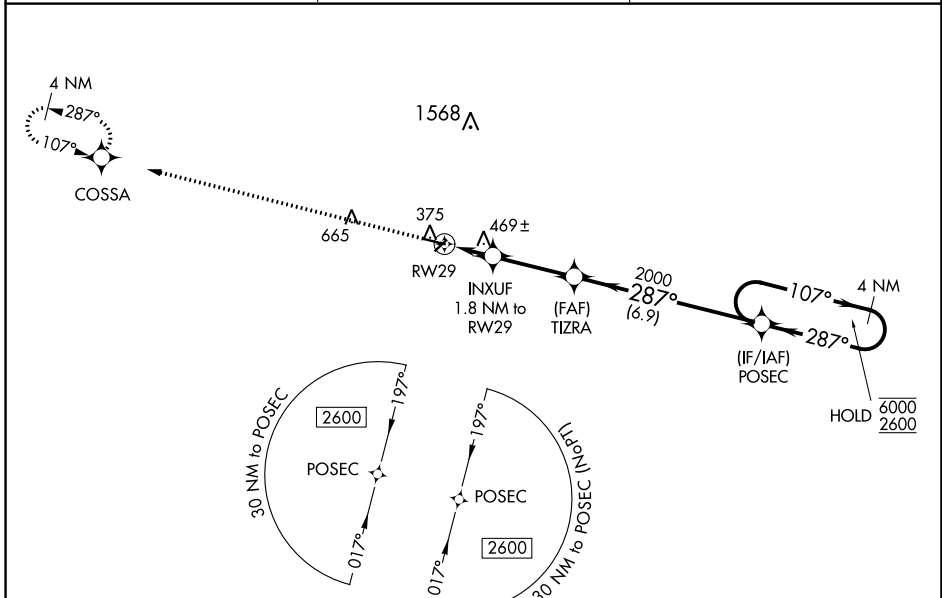 4 NM
287°
107°
COSSA
1568
665
375
469±
RW29
INXUF
1.8 NM to
RW29
(FAF)
TIZRA
2000
287°
(6.9)
107°
4 NM
287°
(IF/IAF)
POSEC
HOLD
6000
2600
30 NM to POSEC
2600
197°
POSEC
017°
197°
POSEC
2600
017°
30 NM to POSEC (NoPT)